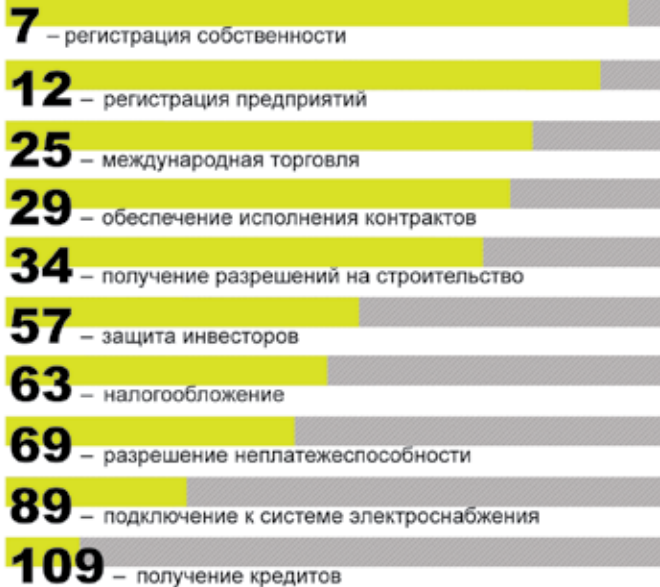 7 – регистрация собственности
12 – регистрация предприятий
25 – международная торговля
29 – обеспечение исполнения контрактов
34 – получение разрешений на строительство
57 – защита инвесторов
63 – налогообложение
69 – разрешение неплатежеспособности
89 – подключение к системе электроснабжения
109 – получение кредитов